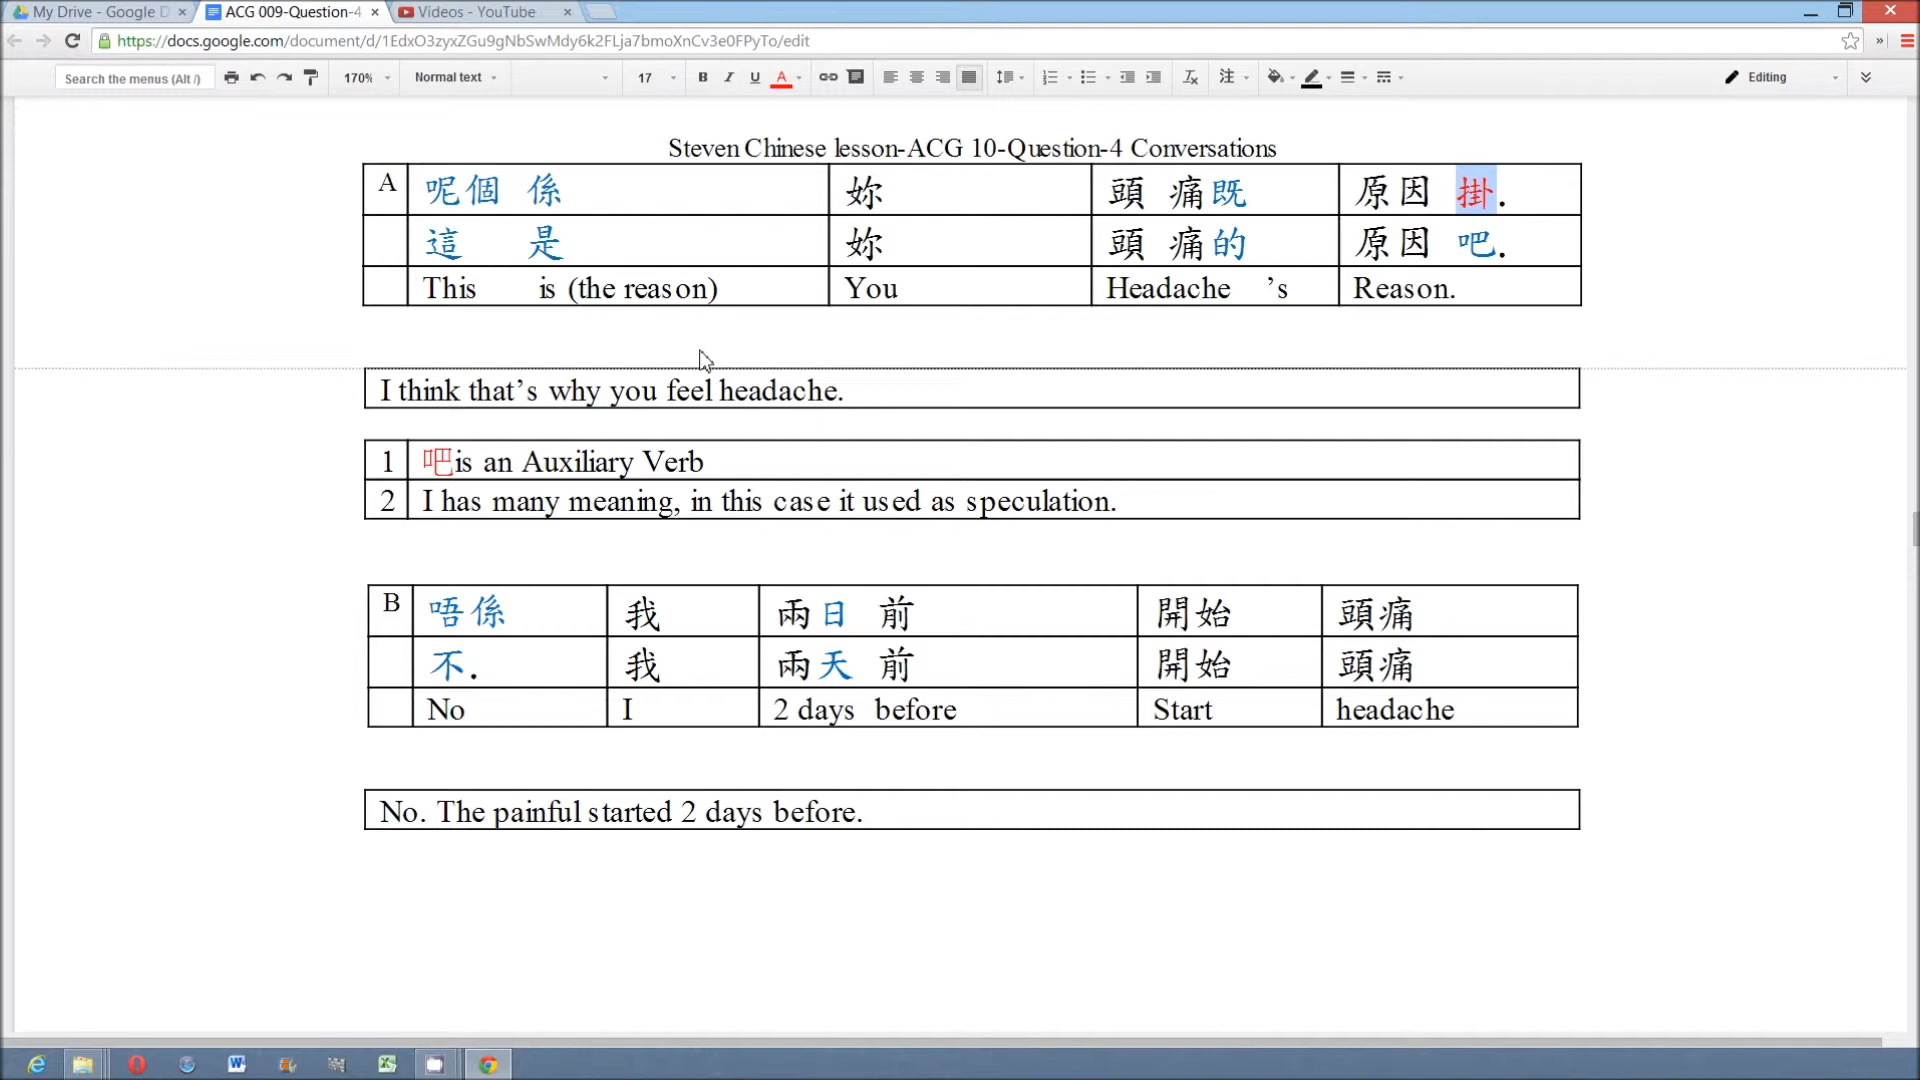 My Drive - Google D
ACG 009-Question-4
Videos - YouTube
https://docs.google.com/document/d/1EdxO3zyxZGu9gNbSwMdy6k2FLja7bmoXnCv3e0FPyTo/edit
Search the menus (Alt /) 170% Normal text 17 B I U A 注 Editing
Steven Chinese lesson-ACG 10-Question-4 Conversations
A 呢個 係 妳 頭 痛既 原因 掛.
這 是 妳 頭 痛的 原因 吧.
This is (the reason) You Headache ’s Reason.
I think that’s why you feel headache.
1 吧is an Auxiliary Verb
2 I has many meaning, in this case it used as speculation.
B 唔係 我 兩日 前 開始 頭痛
不. 我 兩天 前 開始 頭痛
No I 2 days before Start headache
No. The painful started 2 days before.